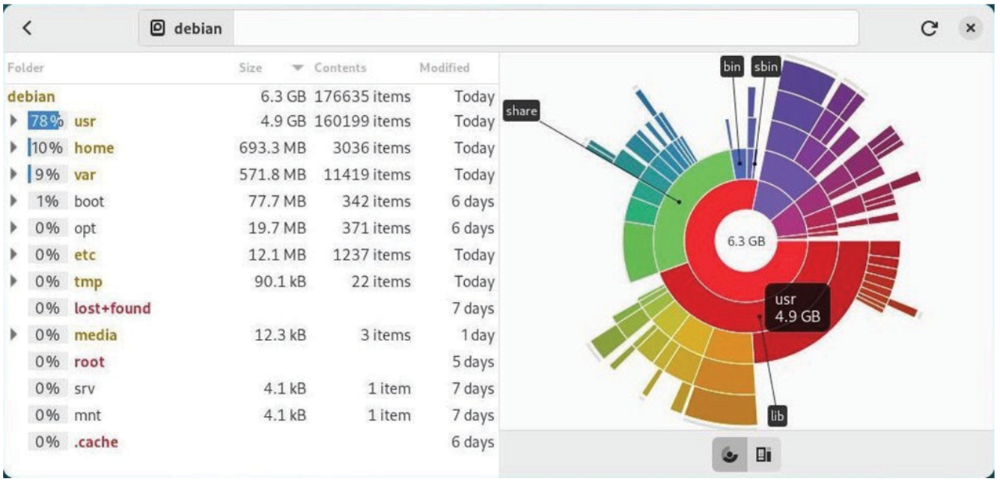 debian
Folder Size Contents Modified
debian 6.3 GB 176635 items Today
78% usr 4.9 GB 160199 items Today
10% home 693.3 MB 3036 items Today
9% var 571.8 MB 11419 items Today
1% boot 77.7 MB 342 items 6 days
0% opt 19.7 MB 371 items 6 days
0% etc 12.1 MB 1237 items Today
0% tmp 90.1 kB 22 items Today
0% lost+found 7 days
0% media 12.3 kB 3 items 1 day
0% root 5 days
0% srv 4.1 kB 1 item 7 days
0% mnt 4.1 kB 1 item 7 days
0% .cache 6 days
bin sbin
share
6.3 GB
usr
4.9 GB
lib